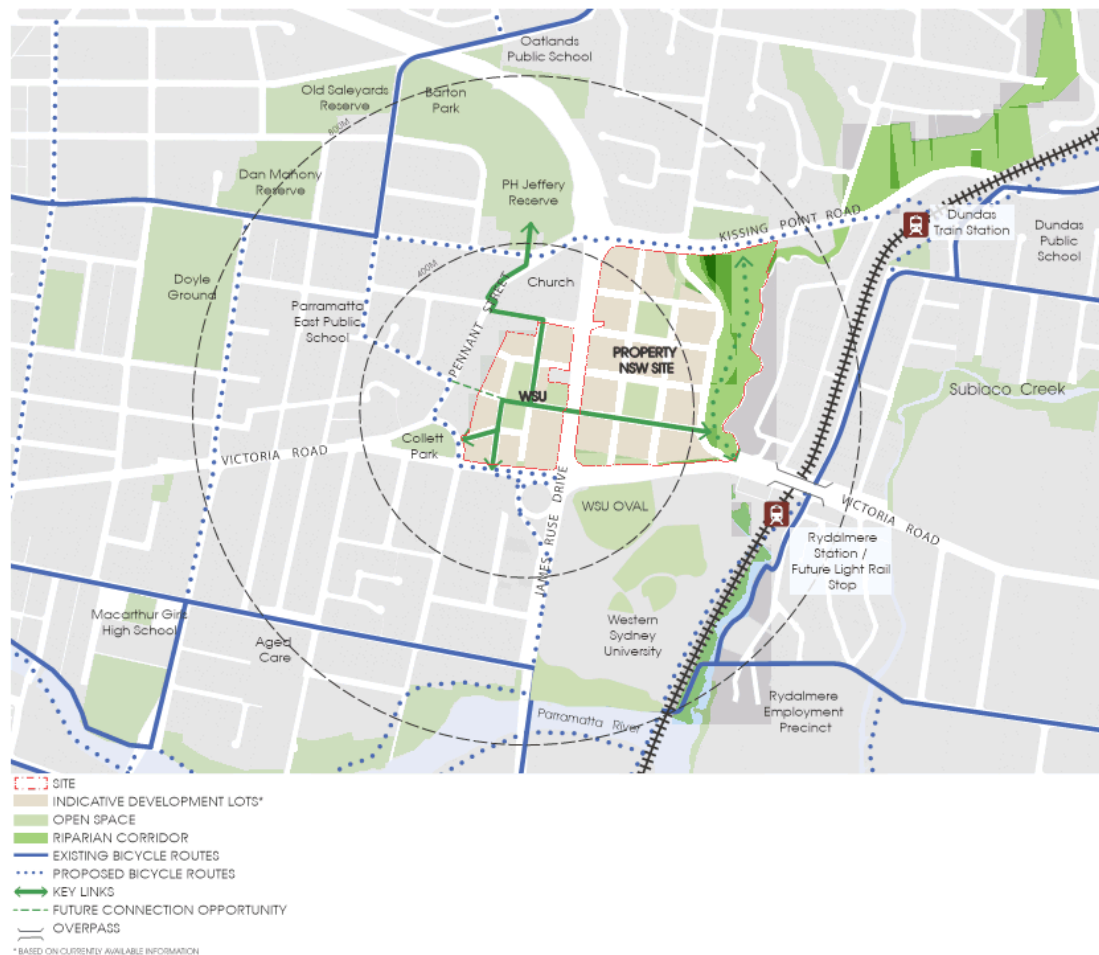 Oatlands
Public School
Old Saleyards
Reserve
Barton
Park
800M
Dan Mahony
Reserve
PH Jeffery
Reserve
KISSING POINT ROAD
Dundas
Train Station
Dundas
Public
School
400M
Doyle
Ground
Church
PENNANT STREET
Parramatta
East Public
School
PROPERTY
NSW SITE
WSU
Subiaco Creek
Collett
Park
VICTORIA ROAD
JAMES RUSE DRIVE
WSU OVAL
VICTORIA ROAD
Rydalmere
Station /
Future Light Rail
Stop
Macarthur Girls
High School
Aged
Care
Western
Sydney
University
Rydalmere
Employment
Precinct
Parramatta River
SITE
INDICATIVE DEVELOPMENT LOTS*
OPEN SPACE
RIPARIAN CORRIDOR
EXISTING BICYCLE ROUTES
PROPOSED BICYCLE ROUTES
KEY LINKS
FUTURE CONNECTION OPPORTUNITY
OVERPASS
* BASED ON CURRENTLY AVAILABLE INFORMATION